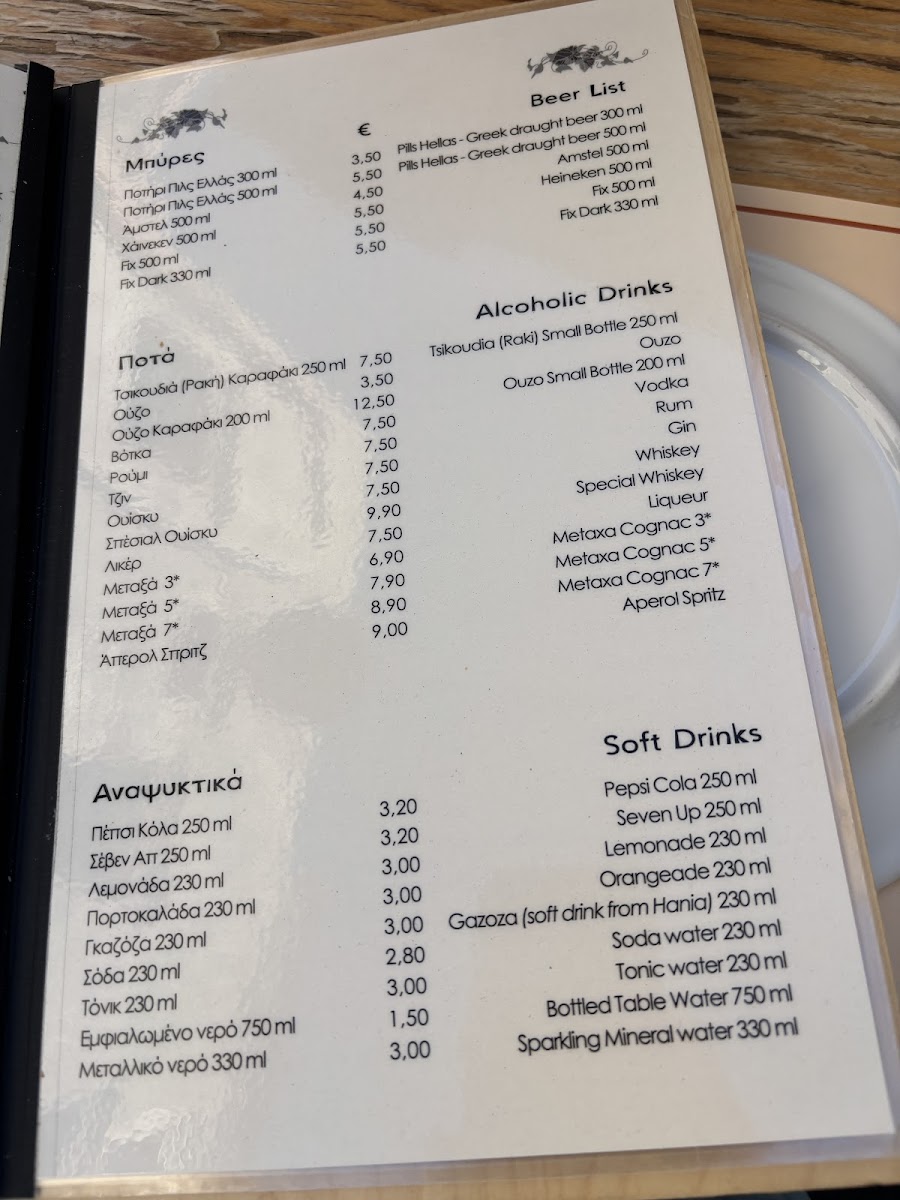 Μπύρες € Beer List
Ποτήρι Πιλς Ελλάς 300 ml 3,50 Pills Hellas - Greek draught beer 300 ml
Ποτήρι Πιλς Ελλάς 500 ml 5,50 Pills Hellas - Greek draught beer 500 ml
Άμστελ 500 ml 4,50 Amstel 500 ml
Χάινεκεν 500 ml 5,50 Heineken 500 ml
Fix 500 ml 5,50 Fix 500 ml
Fix Dark 330 ml 5,50 Fix Dark 330 ml
Ποτά Alcoholic Drinks
Τσικουδιά (Ρακή) Καραφάκι 250 ml 7,50 Tsikoudia (Raki) Small Bottle 250 ml
Ούζο 3,50 Ouzo
Ούζο Καραφάκι 200 ml 12,50 Ouzo Small Bottle 200 ml
Βότκα 7,50 Vodka
Ρούμι 7,50 Rum
Τζιν 7,50 Gin
Ουίσκυ 7,50 Whiskey
Σπέσιαλ Ουίσκυ 9,90 Special Whiskey
Λικέρ 7,50 Liqueur
Μεταξά 3* 6,90 Metaxa Cognac 3*
Μεταξά 5* 7,90 Metaxa Cognac 5*
Μεταξά 7* 8,90 Metaxa Cognac 7*
Άπερολ Σπριτζ 9,00 Aperol Spritz
Αναψυκτικά Soft Drinks
Πέπσι Κόλα 250 ml 3,20 Pepsi Cola 250 ml
Σέβεν Απ 250 ml 3,20 Seven Up 250 ml
Λεμονάδα 230 ml 3,00 Lemonade 230 ml
Πορτοκαλάδα 230 ml 3,00 Orangeade 230 ml
Γκαζόζα 230 ml 3,00 Gazoza (soft drink from Hania) 230 ml
Σόδα 230 ml 2,80 Soda water 230 ml
Τόνικ 230 ml 3,00 Tonic water 230 ml
Εμφιαλωμένο νερό 750 ml 1,50 Bottled Table Water 750 ml
Μεταλλικό νερό 330 ml 3,00 Sparkling Mineral water 330 ml